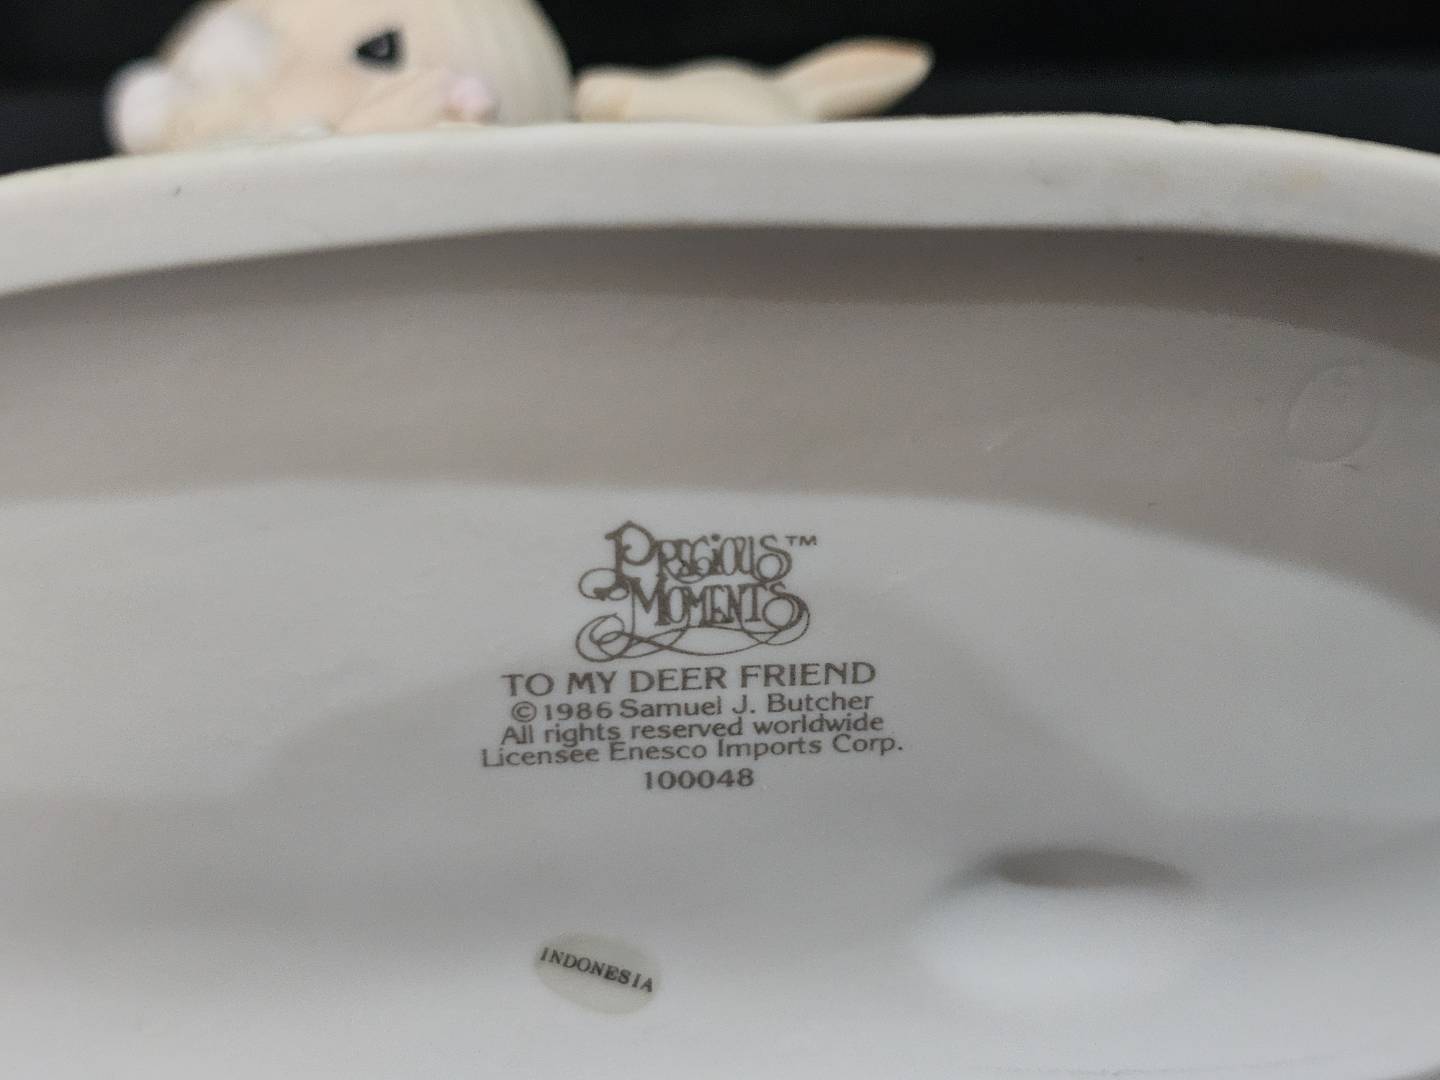 PRECIOUS™
MOMENTS
TO MY DEER FRIEND
©1986 Samuel J. Butcher
All rights reserved worldwide
Licensee Enesco Imports Corp.
100048
INDONESIA